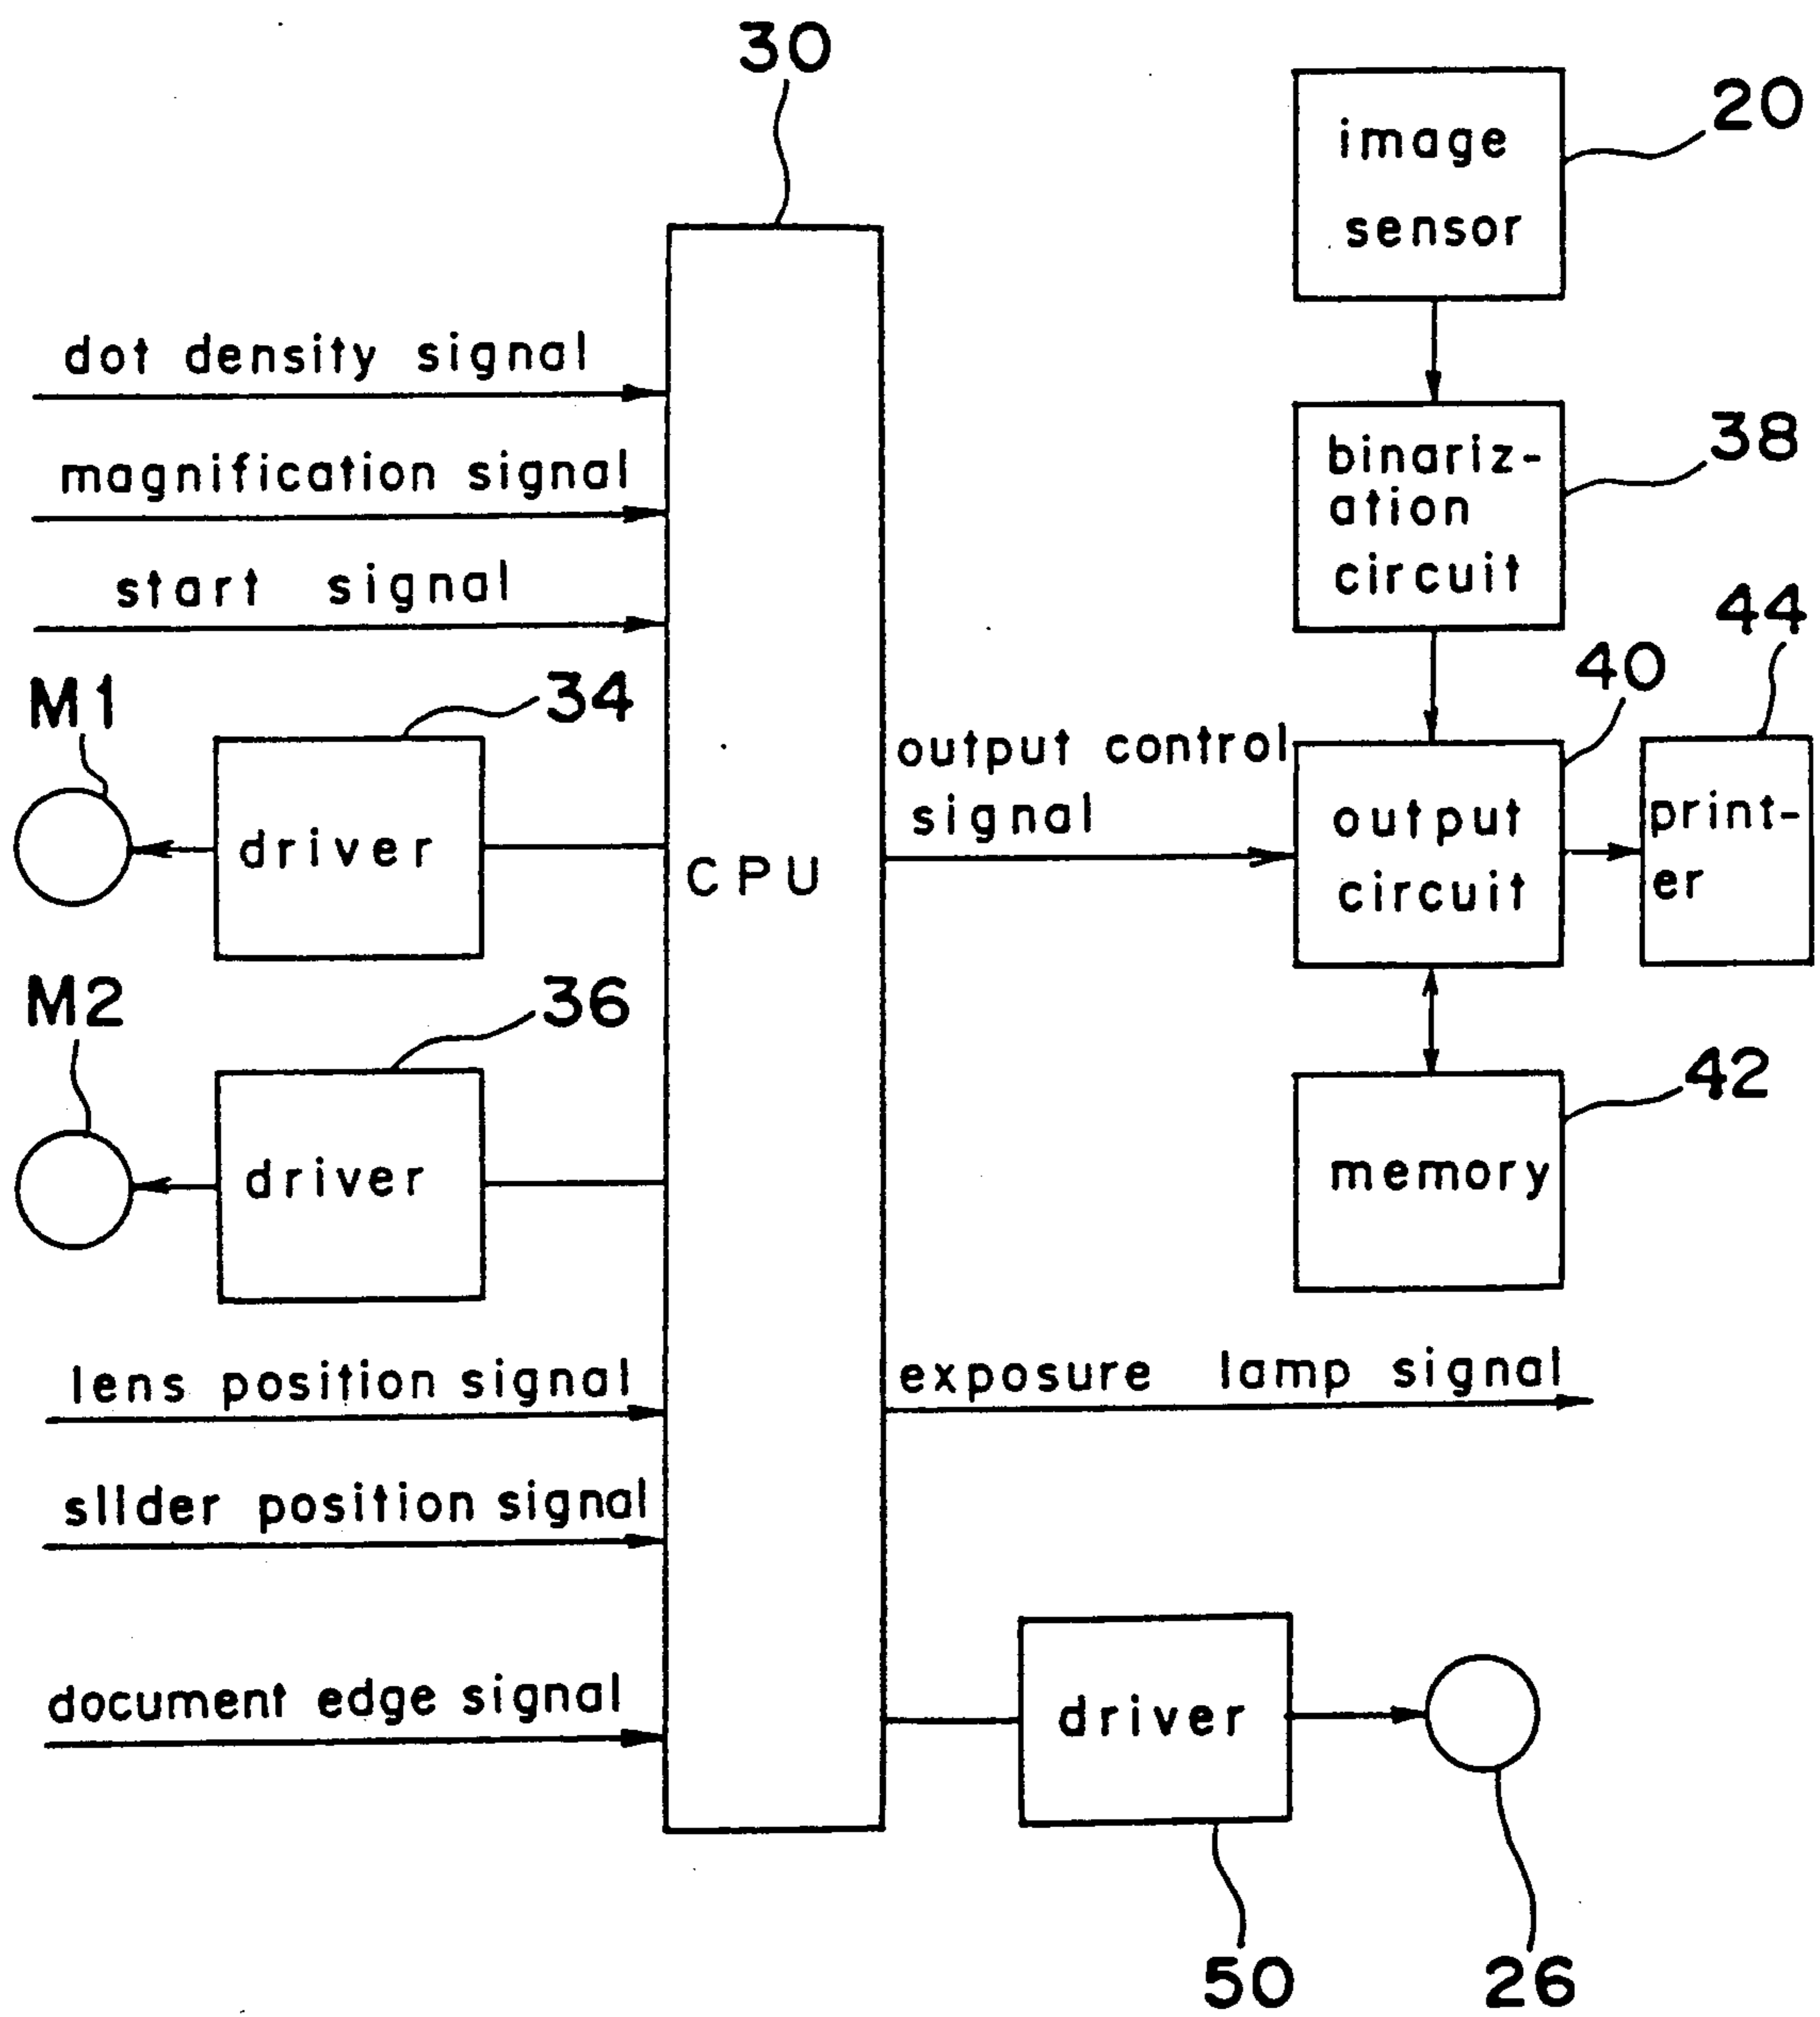 30
20
image
sensor
dot density signal
magnification signal
start signal
38
binariz-
ation
circuit
44
40
M1
34
driver
output control
signal
CPU
output
circuit
print-
er
M2
36
driver
42
memory
lens position signal
exposure lamp signal
slIder position signal
document edge signal
driver
50
26